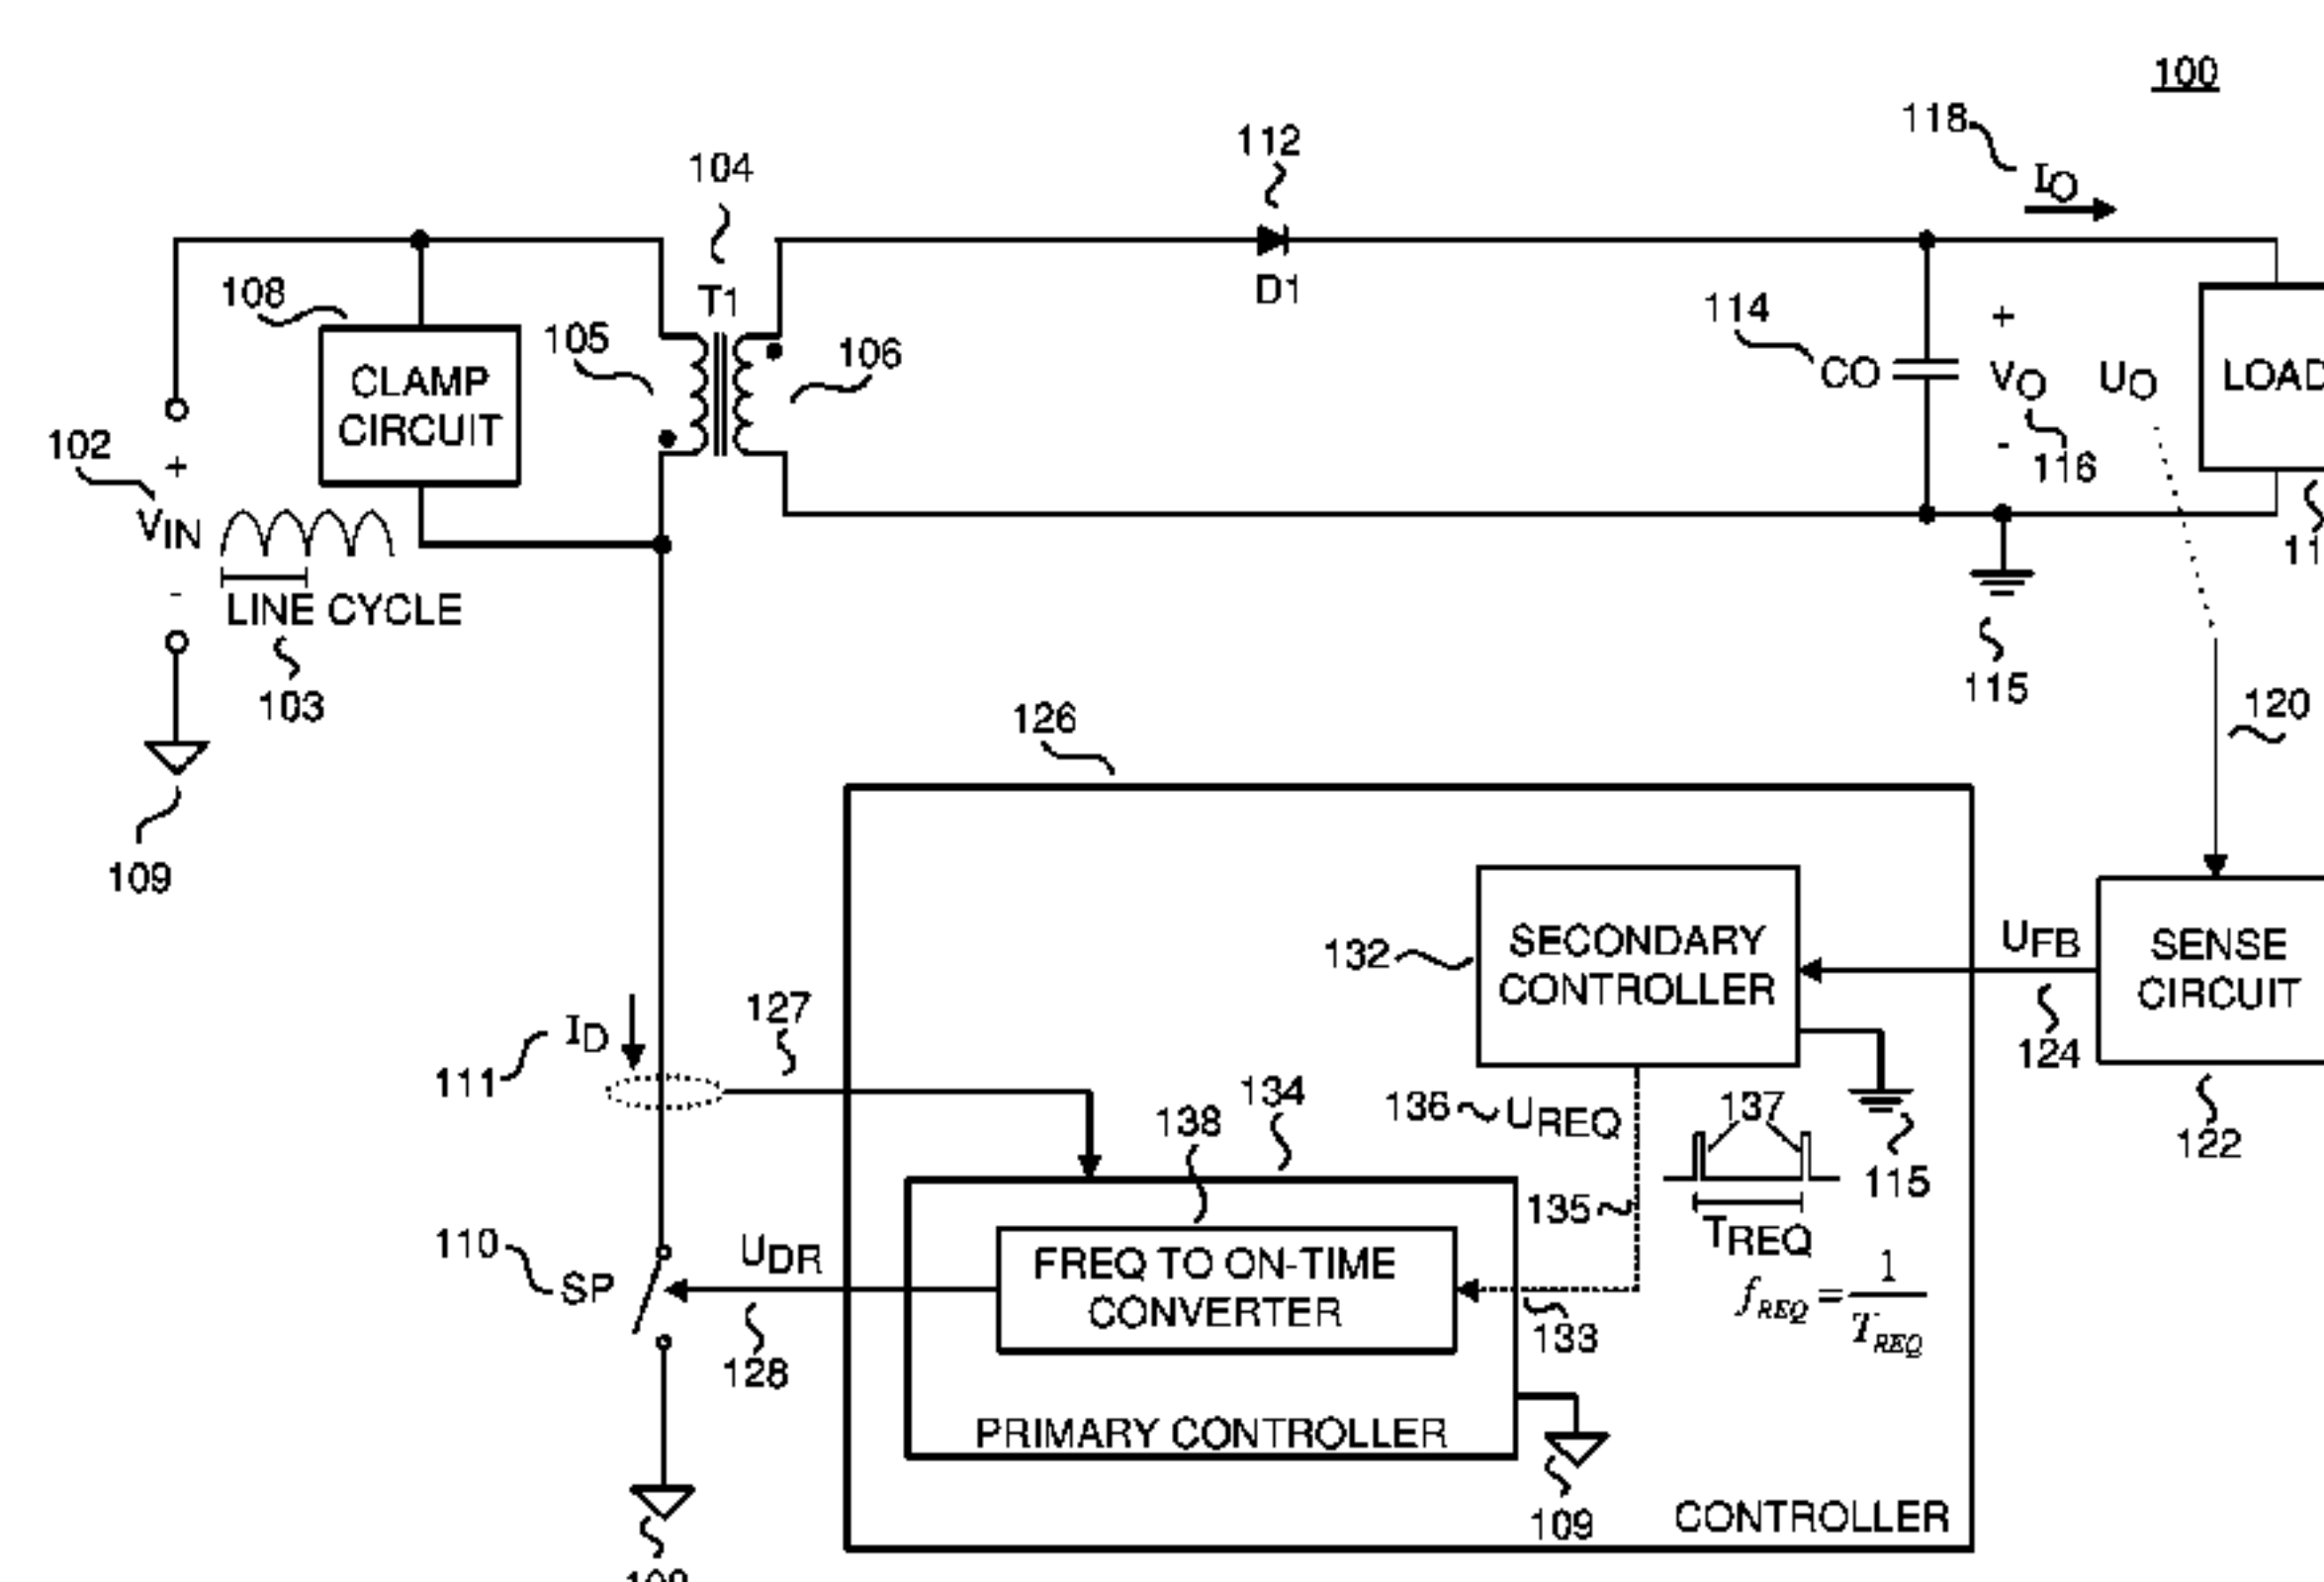 100
118
IO
112
104
D1
T1
108
CLAMP
CIRCUIT
105
106
114
CO
+
VO
-
116
UO
LOAD
102
+
VIN
-
LINE CYCLE
103
109
115
120
126
132
SECONDARY
CONTROLLER
UFB
124
SENSE
CIRCUIT
122
111
ID
127
138
134
136
UREQ
137
115
135
TREQ
fREQ = 1/TREQ
110
SP
UDR
128
FREQ TO ON-TIME
CONVERTER
133
PRIMARY CONTROLLER
109
CONTROLLER